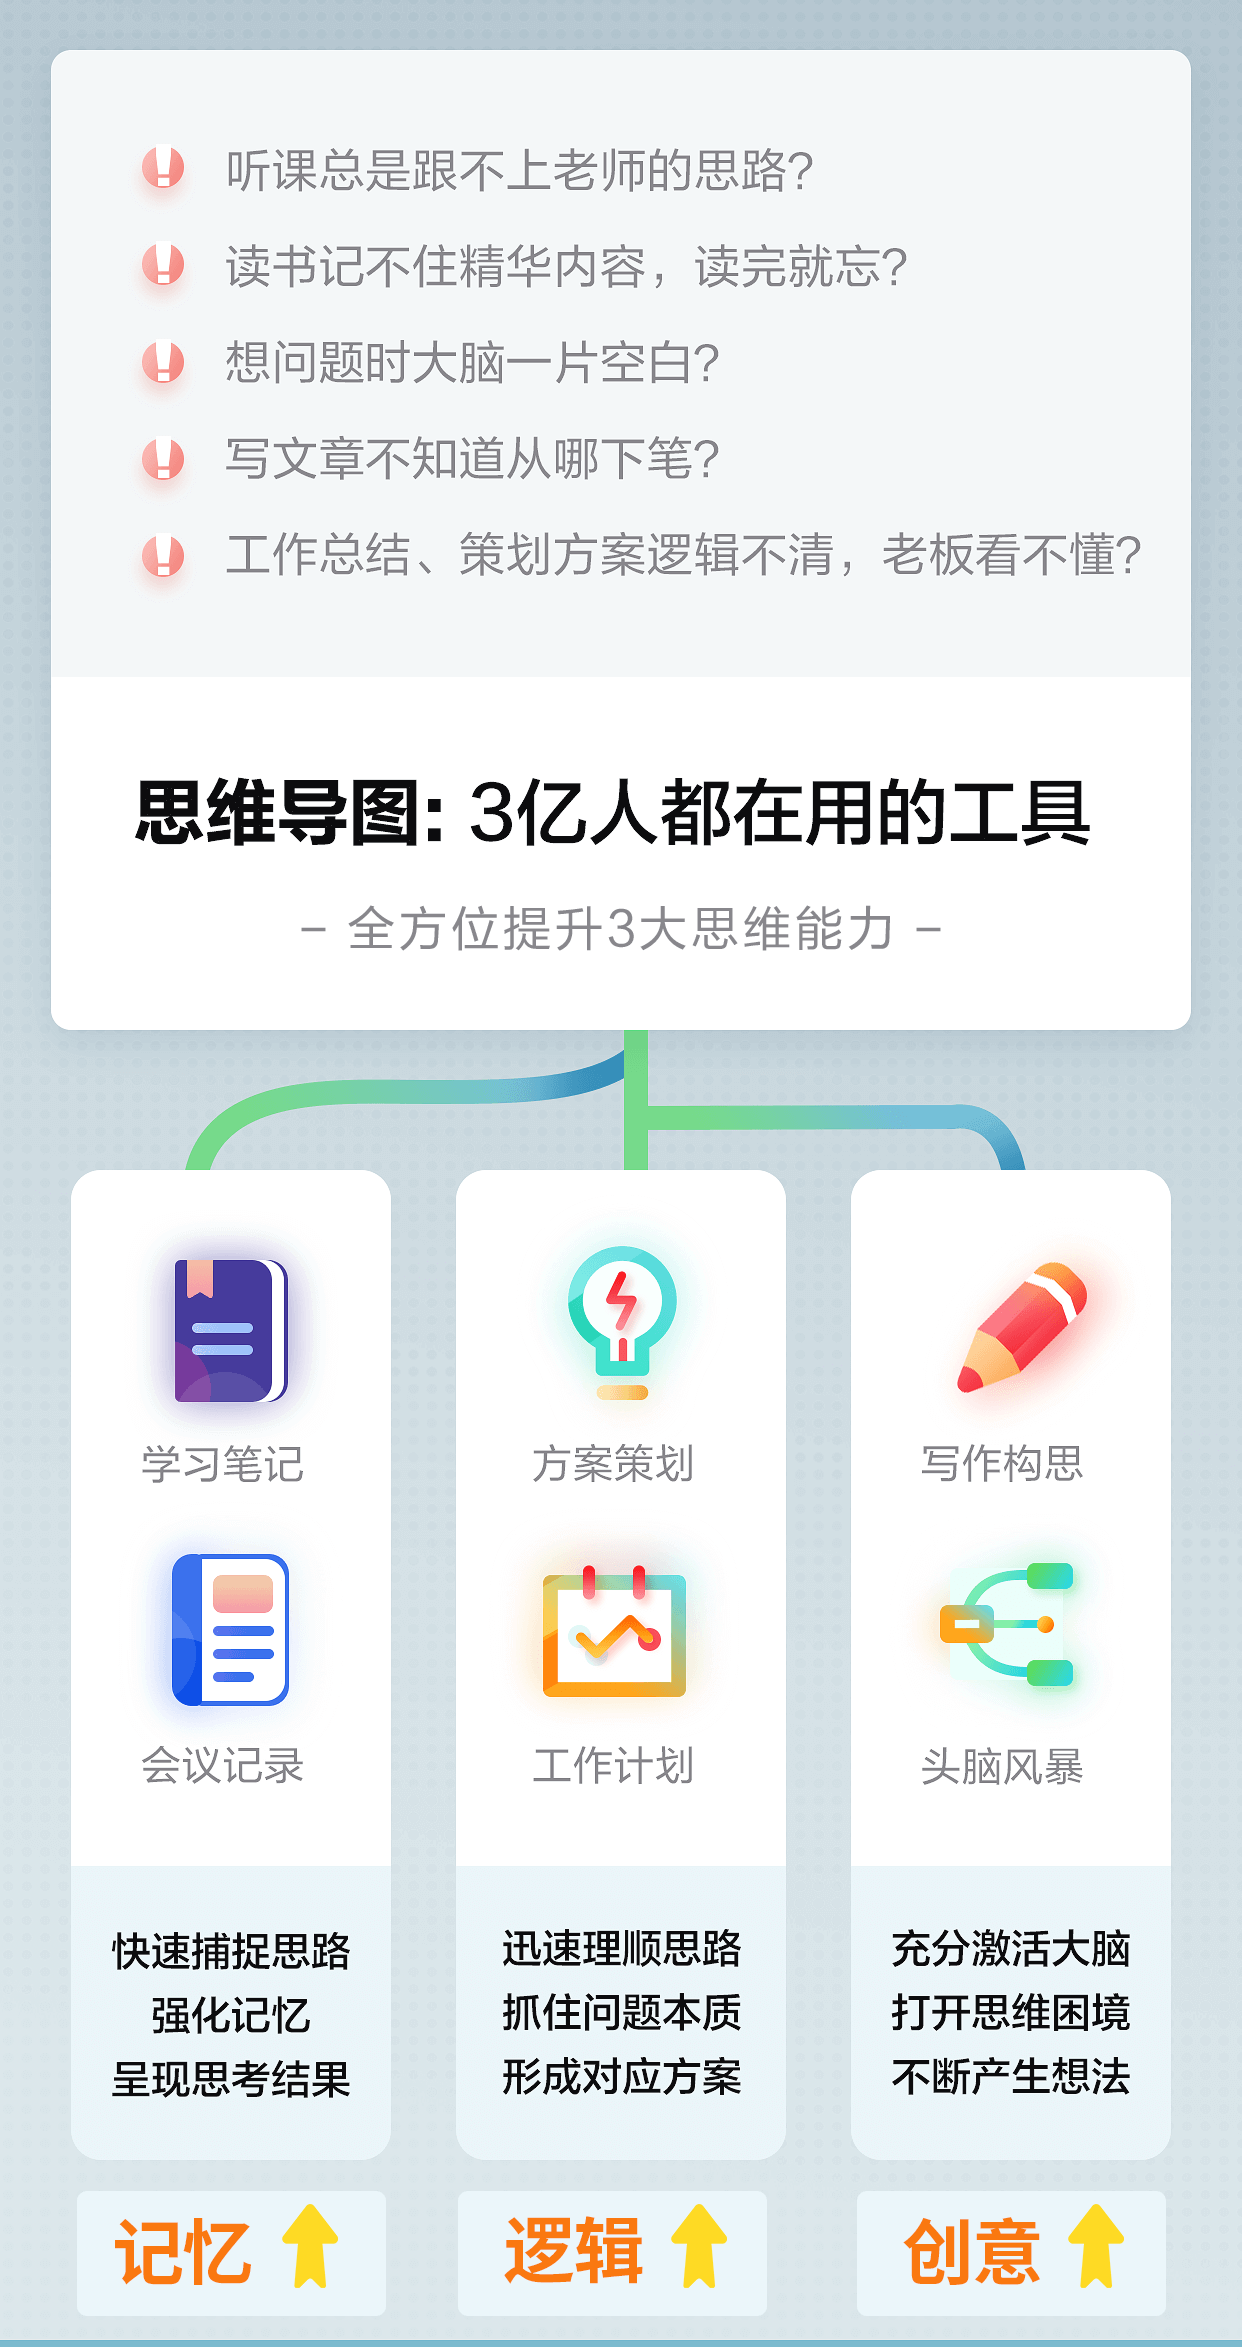 听课总是跟不上老师的思路?
读书记不住精华内容，读完就忘?
想问题时大脑一片空白?
写文章不知道从哪下笔?
工作总结、策划方案逻辑不清，老板看不懂?
思维导图: 3亿人都在用的工具
– 全方位提升3大思维能力 –
学习笔记
会议记录
快速捕捉思路
强化记忆
呈现思考结果
记忆
方案策划
工作计划
迅速理顺思路
抓住问题本质
形成对应方案
逻辑
写作构思
头脑风暴
充分激活大脑
打开思维困境
不断产生想法
创意